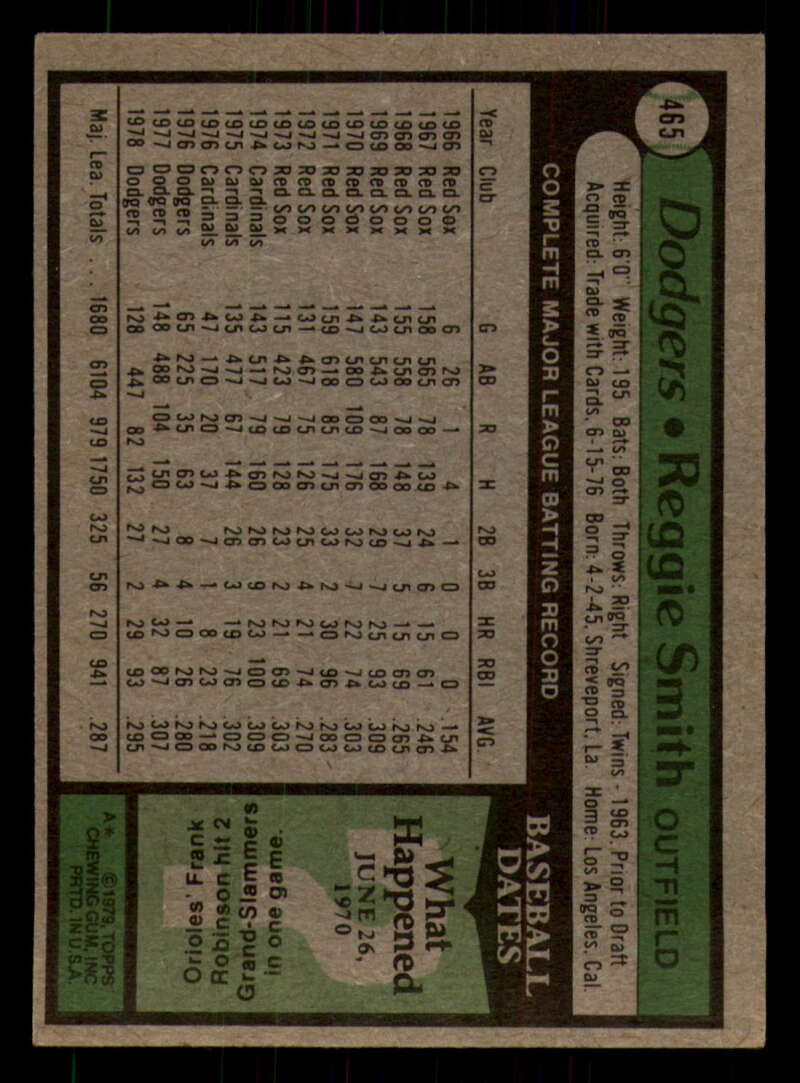 465
Dodgers • Reggie Smith OUTFIELD
Height: 6'0" Weight: 195 Bats: Both Throws: Right Signed: Twins - 1963, Prior to Draft
Acquired: Trade with Cards, 6-15-76 Born: 4-2-45, Shreveport, La. Home: Los Angeles, Cal.
COMPLETE MAJOR LEAGUE BATTING RECORD
Year Club G AB R H 2B 3B HR RBI AVG.
1966 Red Sox 6 26 1 4 1 0 0 0 .154
1967 Red Sox 158 565 78 139 24 6 15 61 .246
1968 Red Sox 155 558 78 148 37 5 15 69 .265
1969 Red Sox 143 543 87 168 29 7 25 93 .309
1970 Red Sox 147 580 109 176 32 7 22 74 .303
1971 Red Sox 159 618 85 175 33 2 30 96 .283
1972 Red Sox 131 467 75 126 25 4 21 74 .270
1973 Red Sox 115 423 79 128 23 2 21 69 .303
1974 Cardinals 143 517 79 160 26 9 23 100 .309
1975 Cardinals 135 477 67 144 26 3 19 76 .302
1976 Cardinals 47 170 20 37 7 1 8 23 .218
1976 Dodgers 65 225 35 63 8 4 10 26 .280
1977 Dodgers 148 488 104 150 27 4 32 87 .307
1978 Dodgers 128 447 82 132 27 2 29 93 .295
Maj. Lea. Totals ... 1680 6104 979 1750 325 56 270 941 .287
BASEBALL
DATES
What
Happened
JUNE 26,
1970
Orioles' Frank
Robinson hit 2
Grand-Slammers
in one game.
A* ©1979, TOPPS
CHEWING GUM, INC.
PRTD. IN U.S.A.